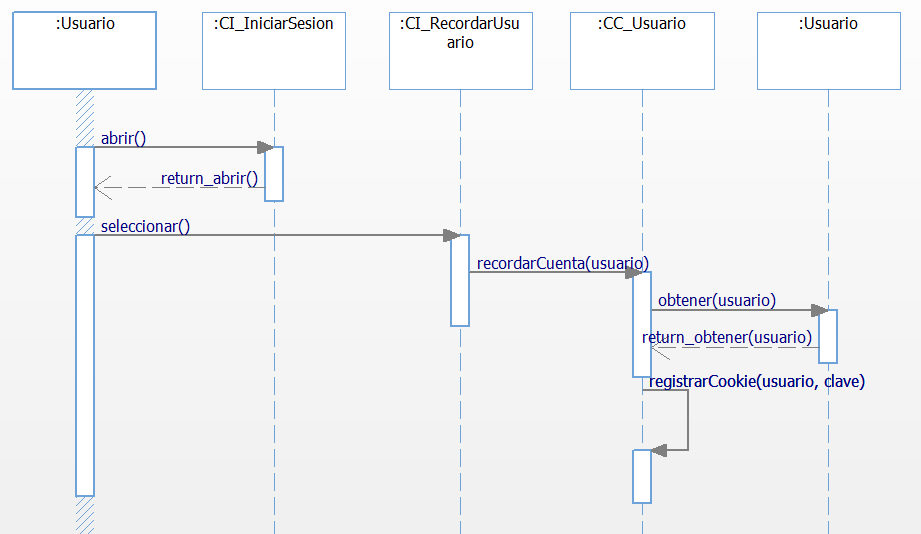 :Usuario
:CI_IniciarSesion
:CI_RecordarUsu
ario
:CC_Usuario
:Usuario
abrir()
return_abrir()
seleccionar()
recordarCuenta(usuario)
obtener(usuario)
return_obtener(usuario)
registrarCookie(usuario, clave)